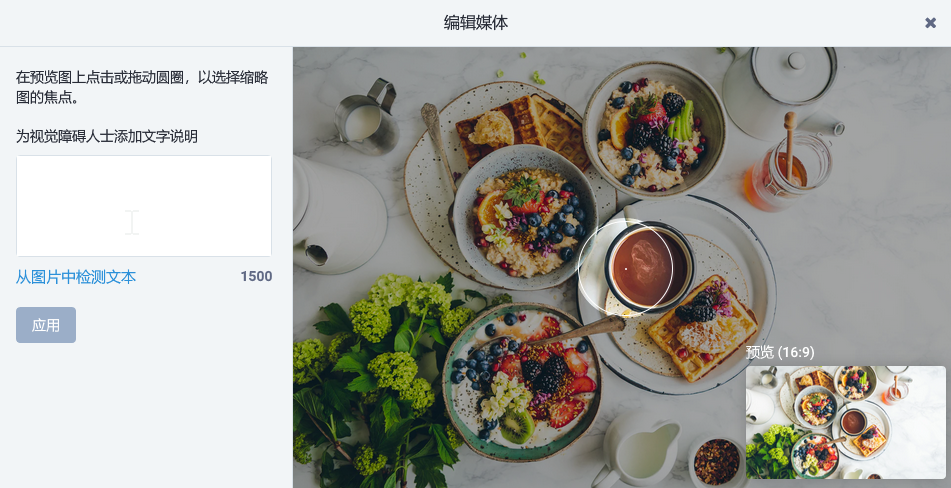 编辑媒体
在预览图上点击或拖动圆圈，以选择缩略
图的焦点。
为视觉障碍人士添加文字说明
从图片中检测文本
1500
应用
预览 (16:9)